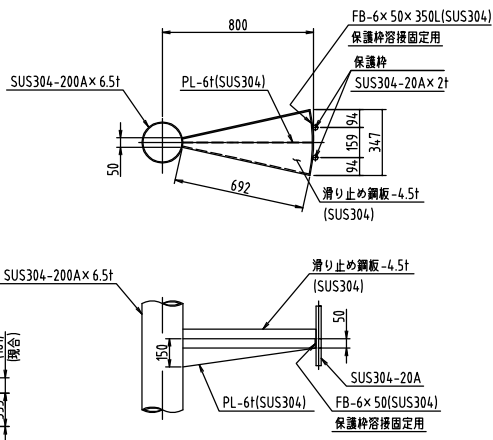 800
FB-6×50×350L(SUS304)
保護枠溶接固定用
保護枠
SUS304-20A×2t
SUS304-200A×6.5t
PL-6t(SUS304)
50
94
159
94
347
692
滑り止め鋼板-4.5t
(SUS304)
SUS304-200A×6.5t
滑り止め鋼板-4.5t
(SUS304)
50
150
(現合)
SUS304-20A
PL-6t(SUS304)
FB-6×50(SUS304)
保護枠溶接固定用